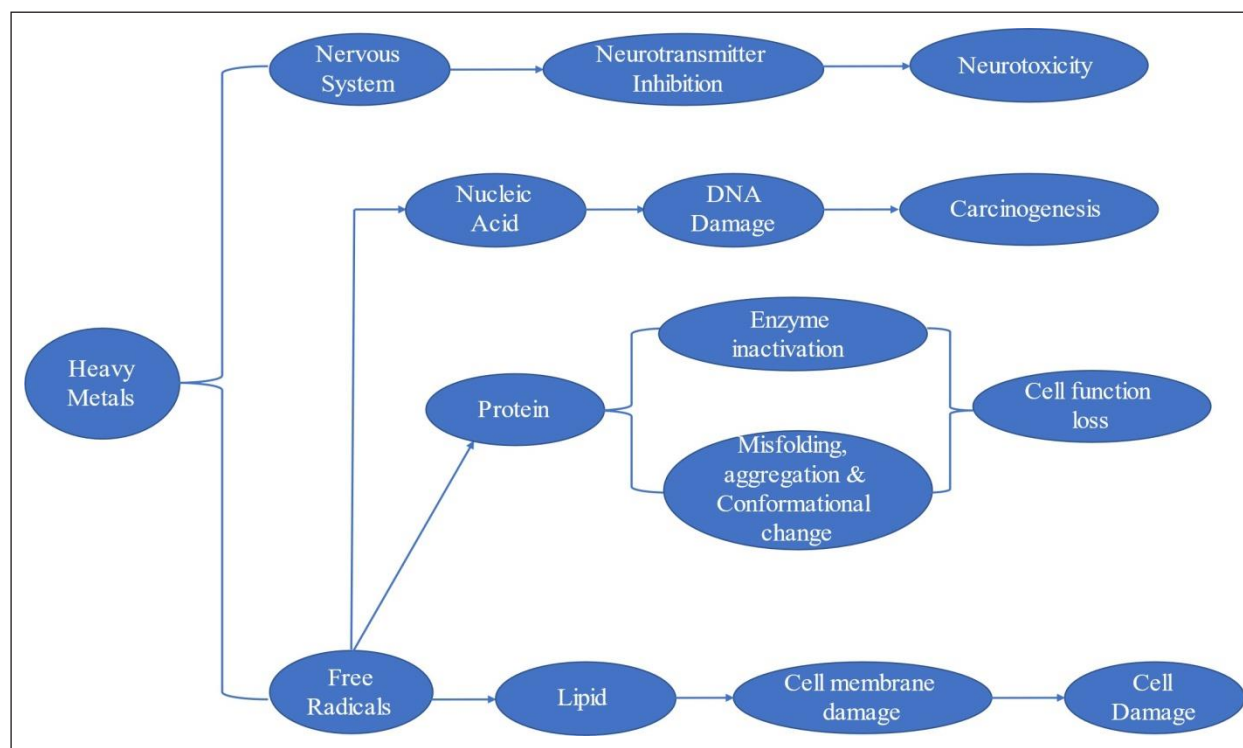 Nervous
System
Neurotransmitter
Inhibition
Neurotoxicity
Nucleic
Acid
DNA
Damage
Carcinogenesis
Heavy
Metals
Protein
Enzyme
inactivation
Misfolding,
aggregation &
Conformational
change
Cell function
loss
Free
Radicals
Lipid
Cell membrane
damage
Cell
Damage